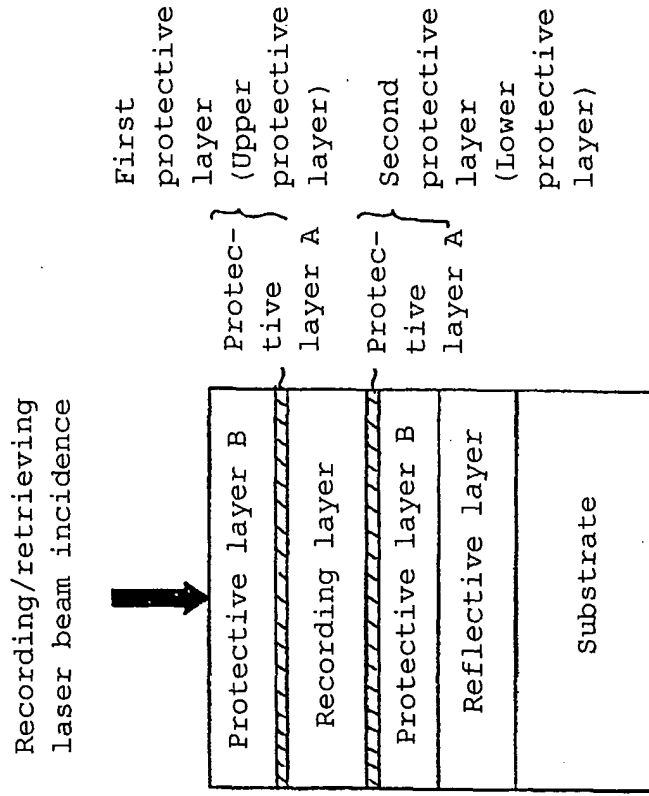 Recording/retrieving
laser beam incidence
Protective layer B
Recording layer
Protective layer B
Reflective layer
Substrate
Protec-
tive
layer A
Protec-
tive
layer A
First
protective
layer
(Upper
protective
layer)
Second
protective
layer
(Lower
protective
layer)